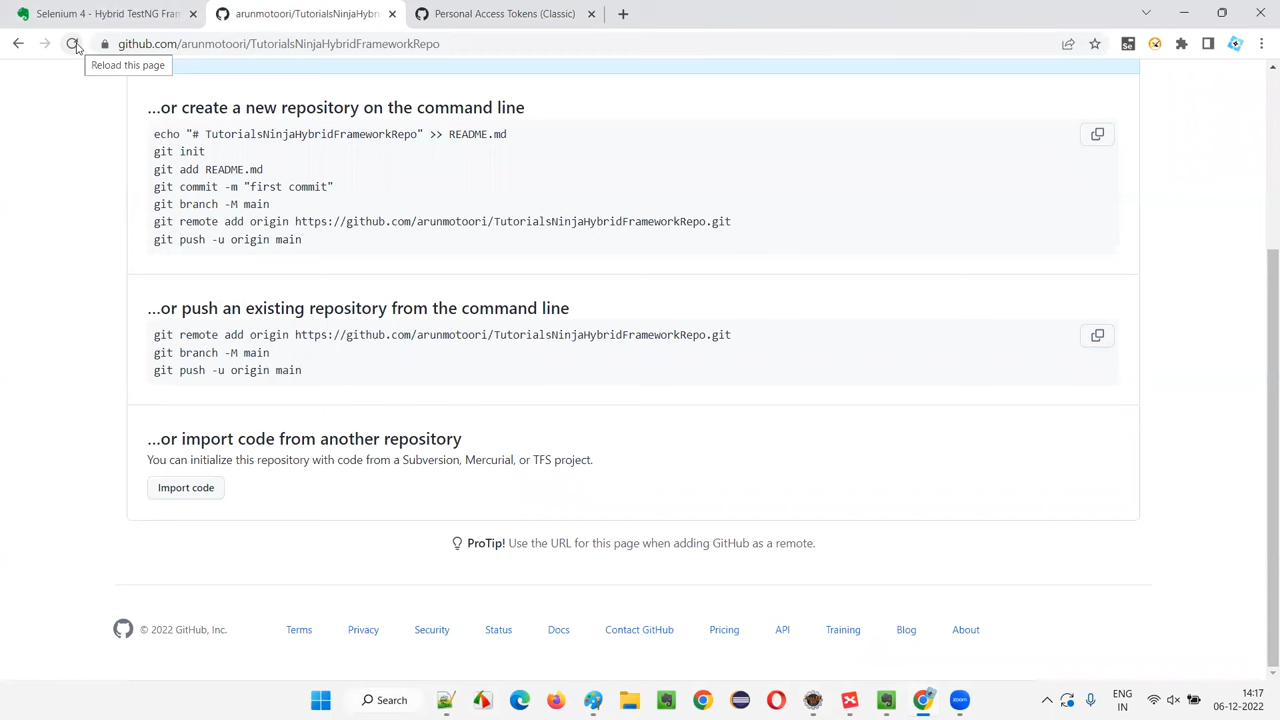 Selenium 4 - Hybrid TestNG Fram
arunmotoori/TutorialsNinjaHybrid
Personal Access Tokens (Classic)
github.com/arunmotoori/TutorialsNinjaHybridFrameworkRepo
Reload this page
...or create a new repository on the command line
echo "# TutorialsNinjaHybridFrameworkRepo" >> README.md
git init
git add README.md
git commit -m "first commit"
git branch -M main
git remote add origin https://github.com/arunmotoori/TutorialsNinjaHybridFrameworkRepo.git
git push -u origin main
...or push an existing repository from the command line
git remote add origin https://github.com/arunmotoori/TutorialsNinjaHybridFrameworkRepo.git
git branch -M main
git push -u origin main
...or import code from another repository
You can initialize this repository with code from a Subversion, Mercurial, or TFS project.
Import code
ProTip! Use the URL for this page when adding GitHub as a remote.
© 2022 GitHub, Inc.
Terms
Privacy
Security
Status
Docs
Contact GitHub
Pricing
API
Training
Blog
About
Search
zoom
ENG
IN
14:17
06-12-2022